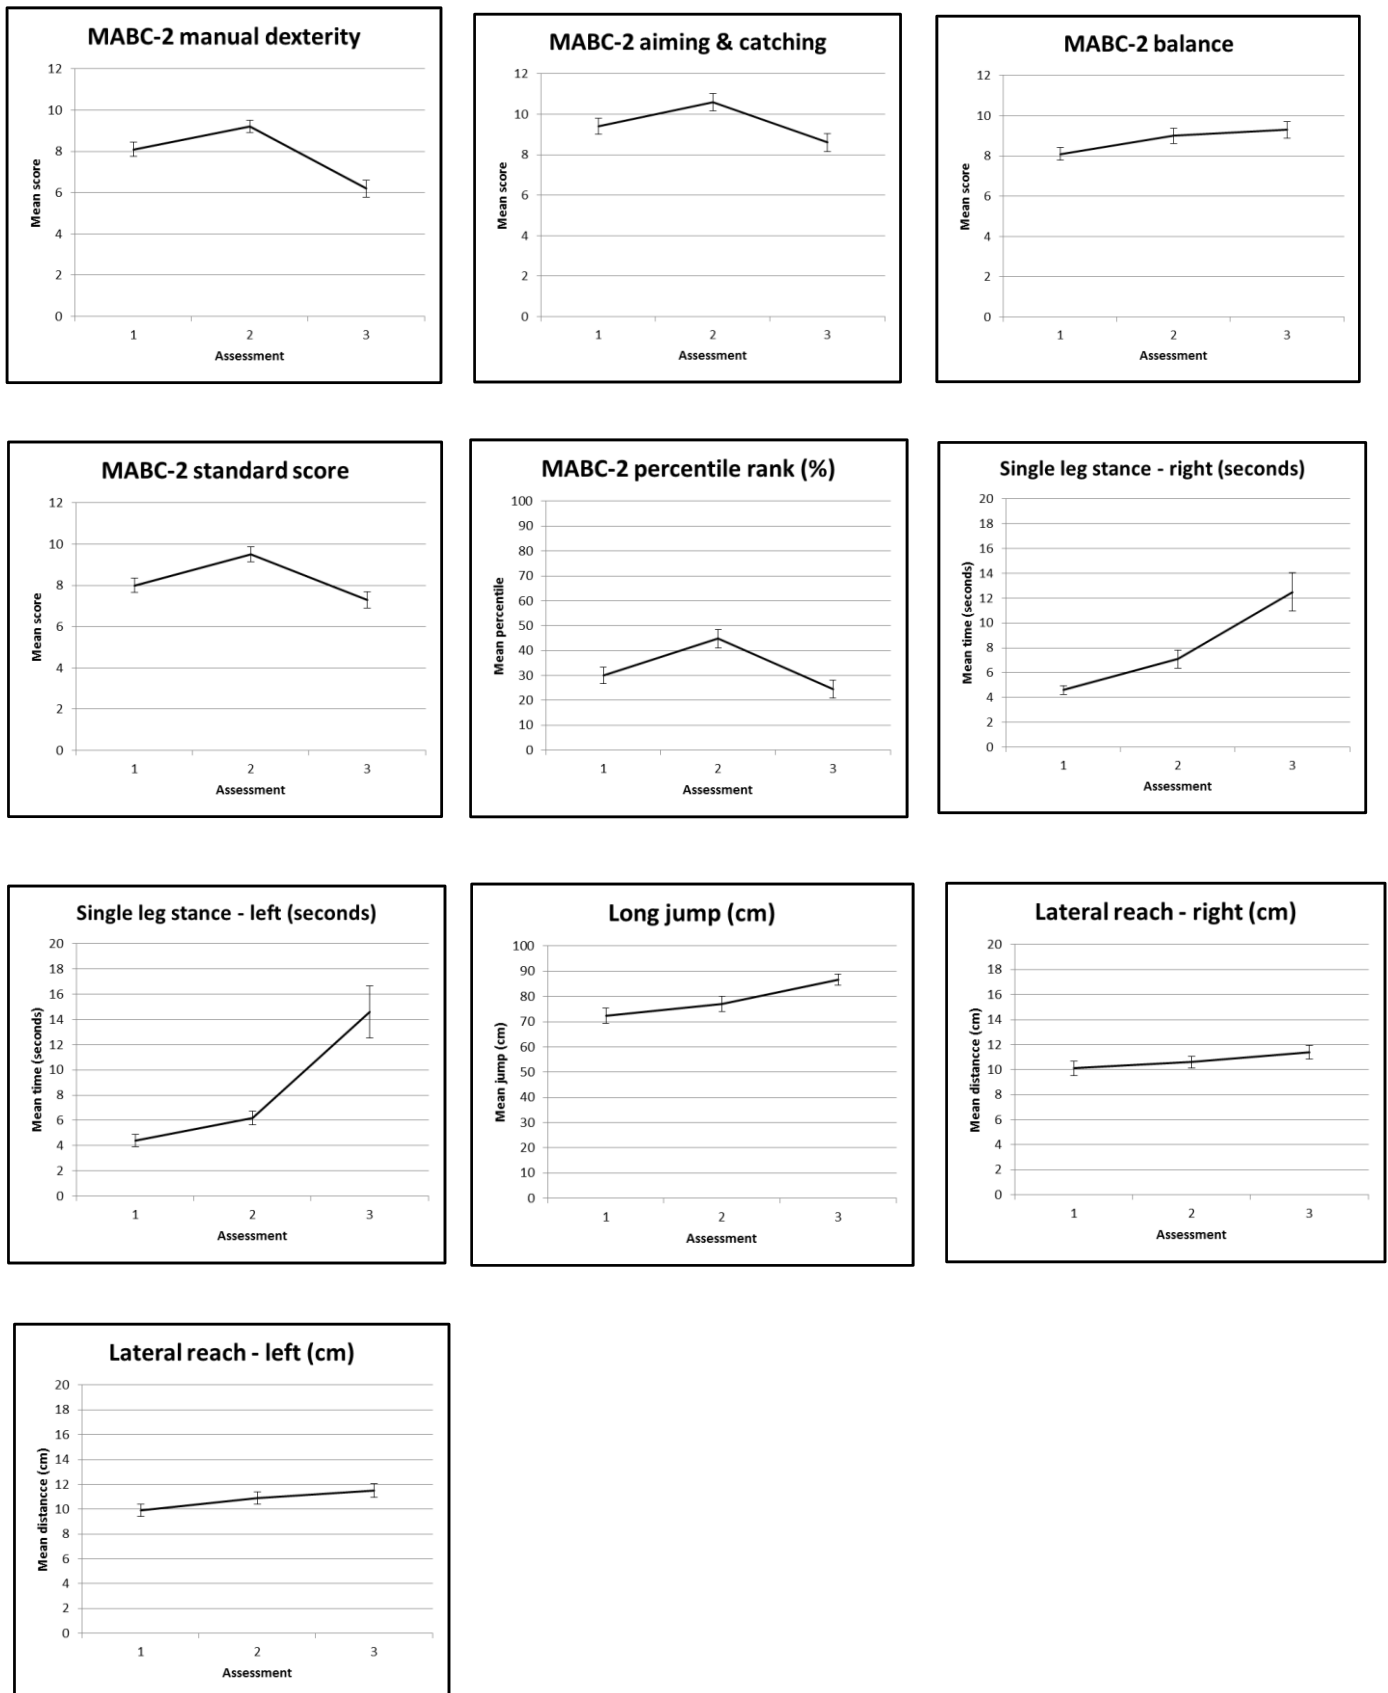 MABC-2 manual dexterity
12
10
8
6
4
2
0
Mean score
1 2 3
Assessment
MABC-2 aiming & catching
12
10
8
6
4
2
0
Mean score
1 2 3
Assessment
MABC-2 balance
12
10
8
6
4
2
0
Mean score
1 2 3
Assessment
MABC-2 standard score
12
10
8
6
4
2
0
Mean score
1 2 3
Assessment
MABC-2 percentile rank (%)
100
90
80
70
60
50
40
30
20
10
0
Mean percentile
1 2 3
Assessment
Single leg stance - right (seconds)
20
18
16
14
12
10
8
6
4
2
0
Mean time (seconds)
1 2 3
Assessment
Single leg stance - left (seconds)
20
18
16
14
12
10
8
6
4
2
0
Mean time (seconds)
1 2 3
Assessment
Long jump (cm)
100
90
80
70
60
50
40
30
20
10
0
Mean jump (cm)
1 2 3
Assessment
Lateral reach - right (cm)
20
18
16
14
12
10
8
6
4
2
0
Mean distancce (cm)
1 2 3
Assessment
Lateral reach - left (cm)
20
18
16
14
12
10
8
6
4
2
0
Mean distancce (cm)
1 2 3
Assessment